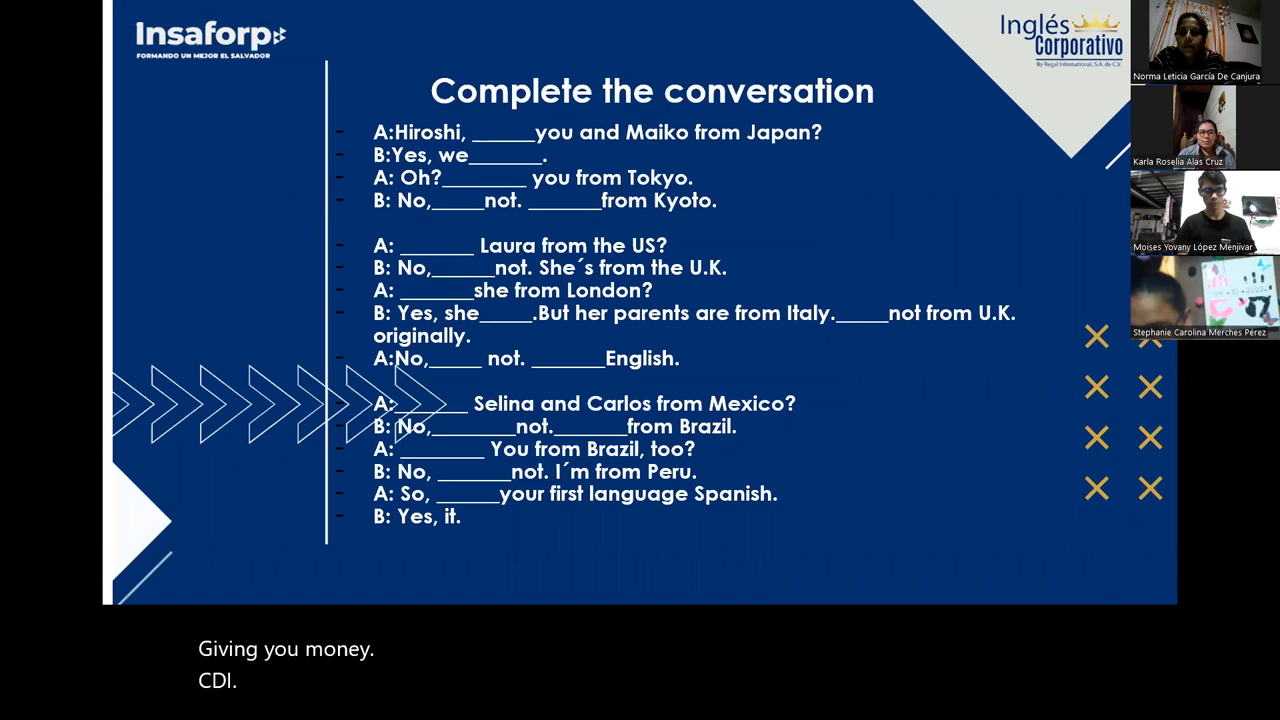 Insaforp
FORMANDO UN MEJOR EL SALVADOR
Inglés
Corporativo
By Regal International, S.A. de C.V.
Complete the conversation
- A:Hiroshi, ______you and Maiko from Japan?
- B:Yes, we_______.
- A: Oh?________ you from Tokyo.
- B: No,_____not. _______from Kyoto.
- A: _______ Laura from the US?
- B: No,______not. She´s from the U.K.
- A: _______she from London?
- B: Yes, she_____.But her parents are from Italy._____not from U.K.
originally.
- A:No,_____ not. _______English.
- A:_______ Selina and Carlos from Mexico?
- B: No,________not._______from Brazil.
- A: ________ You from Brazil, too?
- B: No, _______not. I´m from Peru.
- A: So, ______your first language Spanish.
- B: Yes, it.
Norma Leticia García De Canjura
Karla Roselia Alas Cruz
Moises Yovany López Menjivar
Stephanie Carolina Merches Pérez
Giving you money.
CDI.